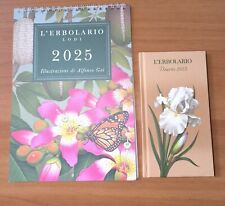 L'ERBOLARIO
LODI
2025
Illustrazioni di Alfonso Goi
L'ERBOLARIO
Diario 2025